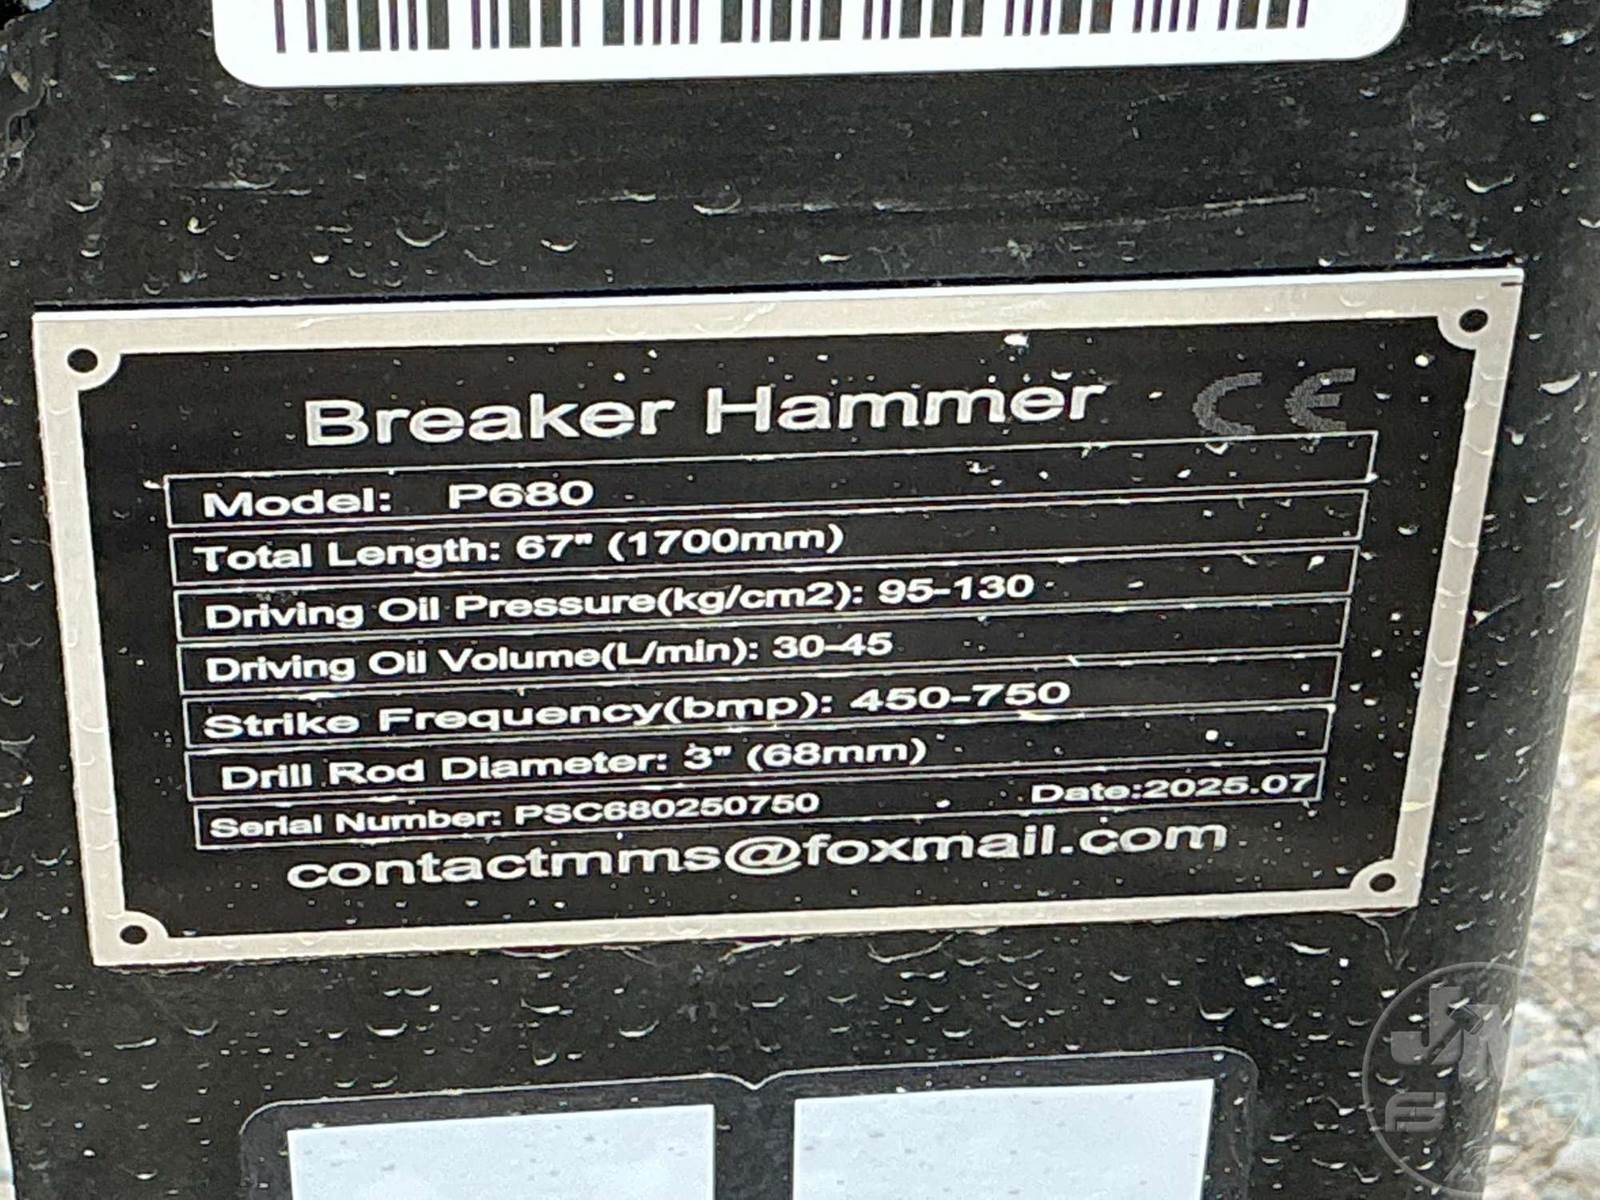 Breaker Hammer CE
Model: P680
Total Length: 67" (1700mm)
Driving Oil Pressure(kg/cm2): 95-130
Driving Oil Volume(L/min): 30-45
Strike Frequency(bmp): 450-750
Drill Rod Diameter: 3" (68mm)
Serial Number: PSC680250750 Date:2025.07
contactmms@foxmail.com